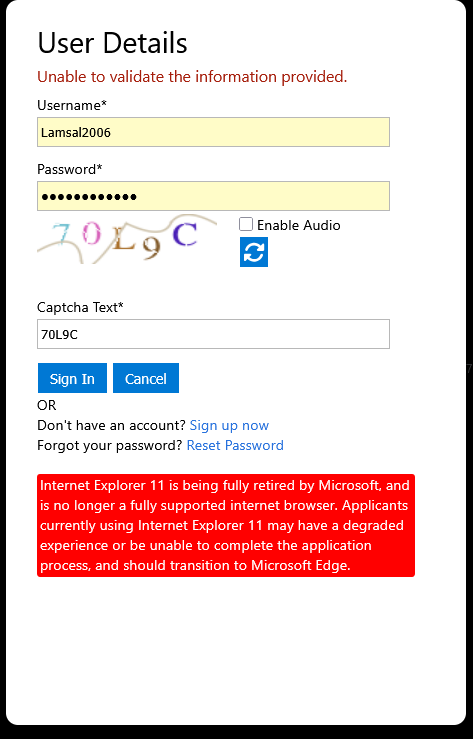 User Details
Unable to validate the information provided.
Username*
Lamsal2006
Password*
••••••••••••
70L9C
Enable Audio
Captcha Text*
70L9C
Sign In Cancel
OR
Don't have an account? Sign up now
Forgot your password? Reset Password
Internet Explorer 11 is being fully retired by Microsoft, and
is no longer a fully supported internet browser. Applicants
currently using Internet Explorer 11 may have a degraded
experience or be unable to complete the application
process, and should transition to Microsoft Edge.